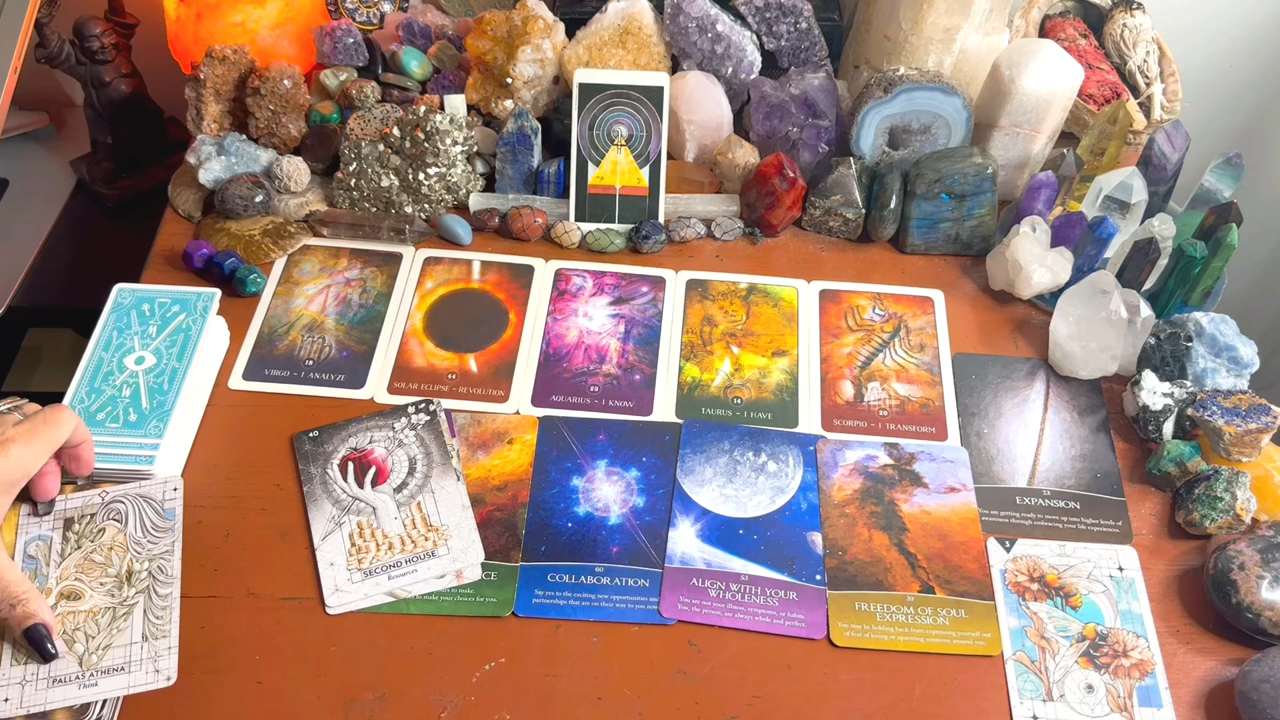 18
VIRGO ~ I ANALYZE
44
SOLAR ECLIPSE ~ REVOLUTION
23
AQUARIUS ~ I KNOW
14
TAURUS ~ I HAVE
20
SCORPIO ~ I TRANSFORM
23
EXPANSION
You are getting ready to move up into higher levels of
awareness through embracing your life experiences.
40
SECOND HOUSE
Resources
CE
to make.
to make your choices for you.
60
COLLABORATION
Say yes to the exciting new opportunities and
partnerships that are on their way to you now.
53
ALIGN WITH YOUR
WHOLENESS
You are not your illness, symptoms, or habits.
You, the person, are always whole and perfect.
FREEDOM OF SOUL
EXPRESSION
You may be holding back from expressing yourself out
of fear of losing or upsetting someone around you.
PALLAS ATHENA
Think